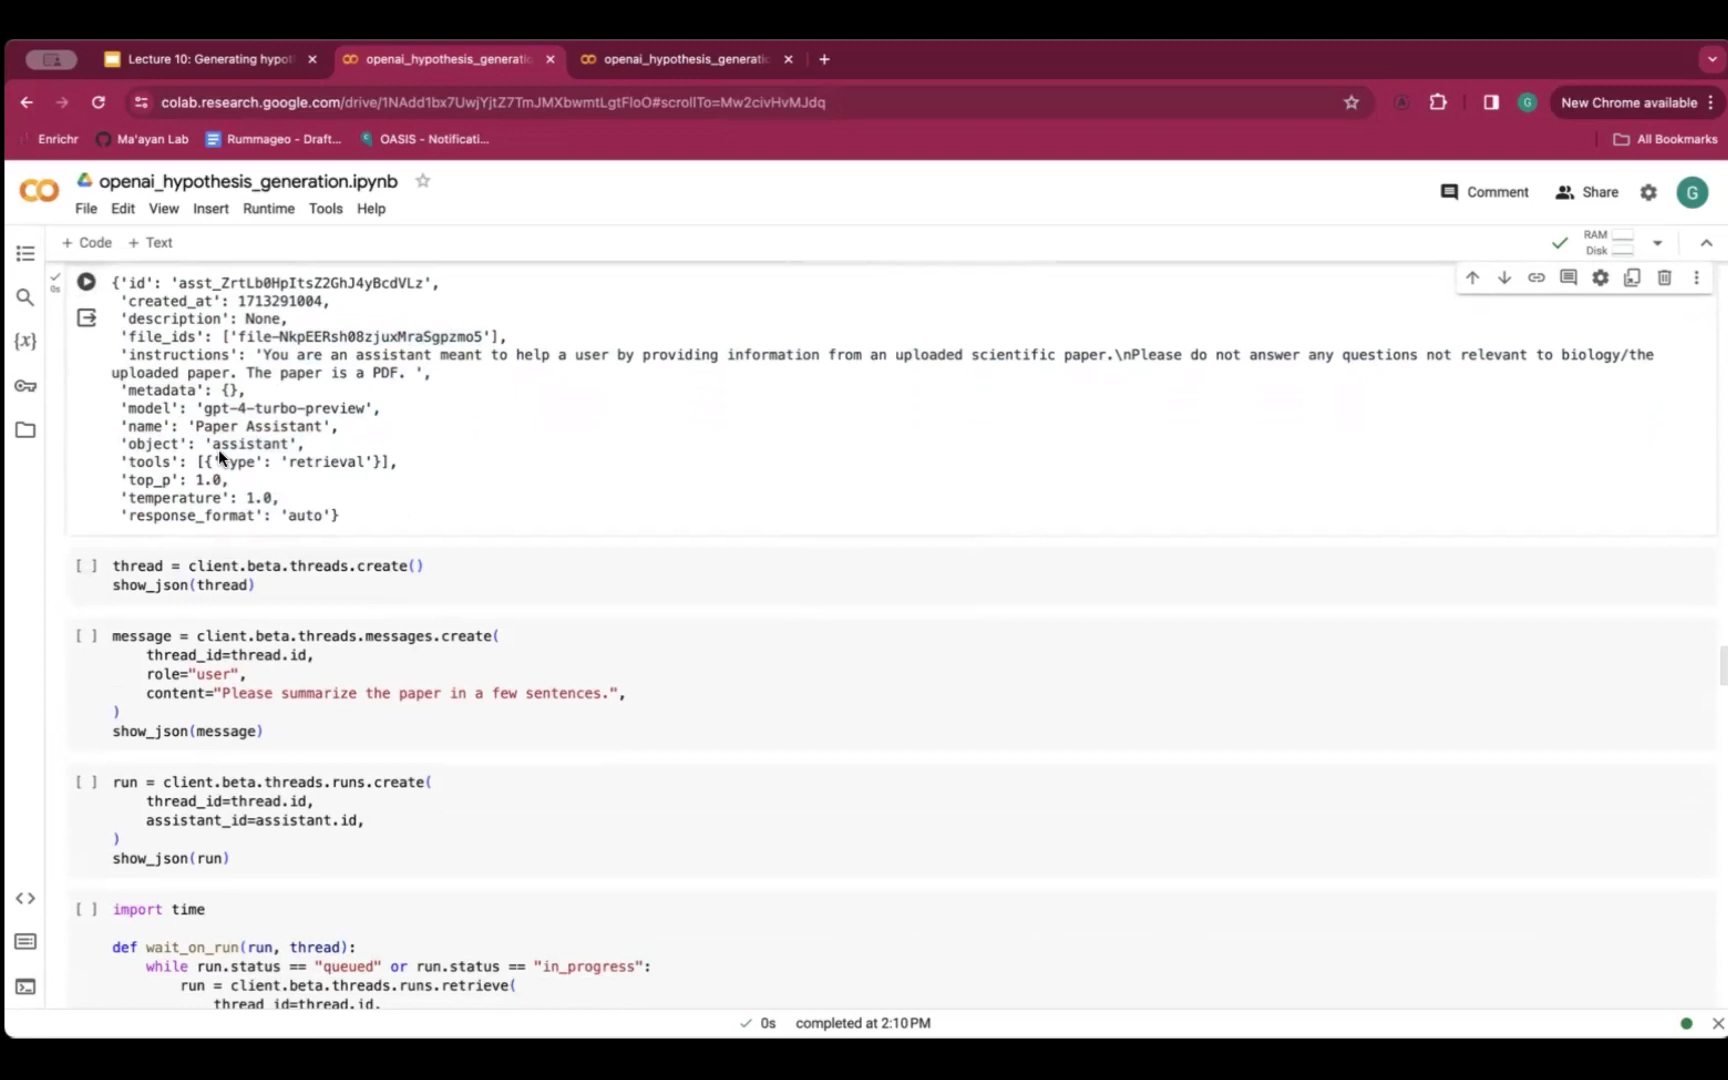 Lecture 10: Generating hypot
openai_hypothesis_generatio
openai_hypothesis_generatio
colab.research.google.com/drive/1NAdd1bx7UwjYjtZ7TmJMXbwmtLgtFloO#scrollTo=Mw2civHvMJdq
G
New Chrome available
Enrichr
Ma'ayan Lab
Rummageo - Draft...
OASIS - Notificati...
All Bookmarks
openai_hypothesis_generation.ipynb
Comment
Share
G
File Edit View Insert Runtime Tools Help
+ Code + Text
RAM
Disk
0s
{'id': 'asst_ZrtLb0HpItsZ2GhJ4yBcdVLz',
'created_at': 1713291004,
'description': None,
'file_ids': ['file-NkpEERsh08zjuxMraSgpzmo5'],
'instructions': 'You are an assistant meant to help a user by providing information from an uploaded scientific paper.\nPlease do not answer any questions not relevant to biology/the
uploaded paper. The paper is a PDF. ',
'metadata': {},
'model': 'gpt-4-turbo-preview',
'name': 'Paper Assistant',
'object': 'assistant',
'tools': [{'type': 'retrieval'}],
'top_p': 1.0,
'temperature': 1.0,
'response_format': 'auto'}
[ ] thread = client.beta.threads.create()
show_json(thread)
[ ] message = client.beta.threads.messages.create(
thread_id=thread.id,
role="user",
content="Please summarize the paper in a few sentences.",
)
show_json(message)
[ ] run = client.beta.threads.runs.create(
thread_id=thread.id,
assistant_id=assistant.id,
)
show_json(run)
[ ] import time
def wait_on_run(run, thread):
while run.status == "queued" or run.status == "in_progress":
run = client.beta.threads.runs.retrieve(
thread_id=thread.id,
0s completed at 2:10 PM